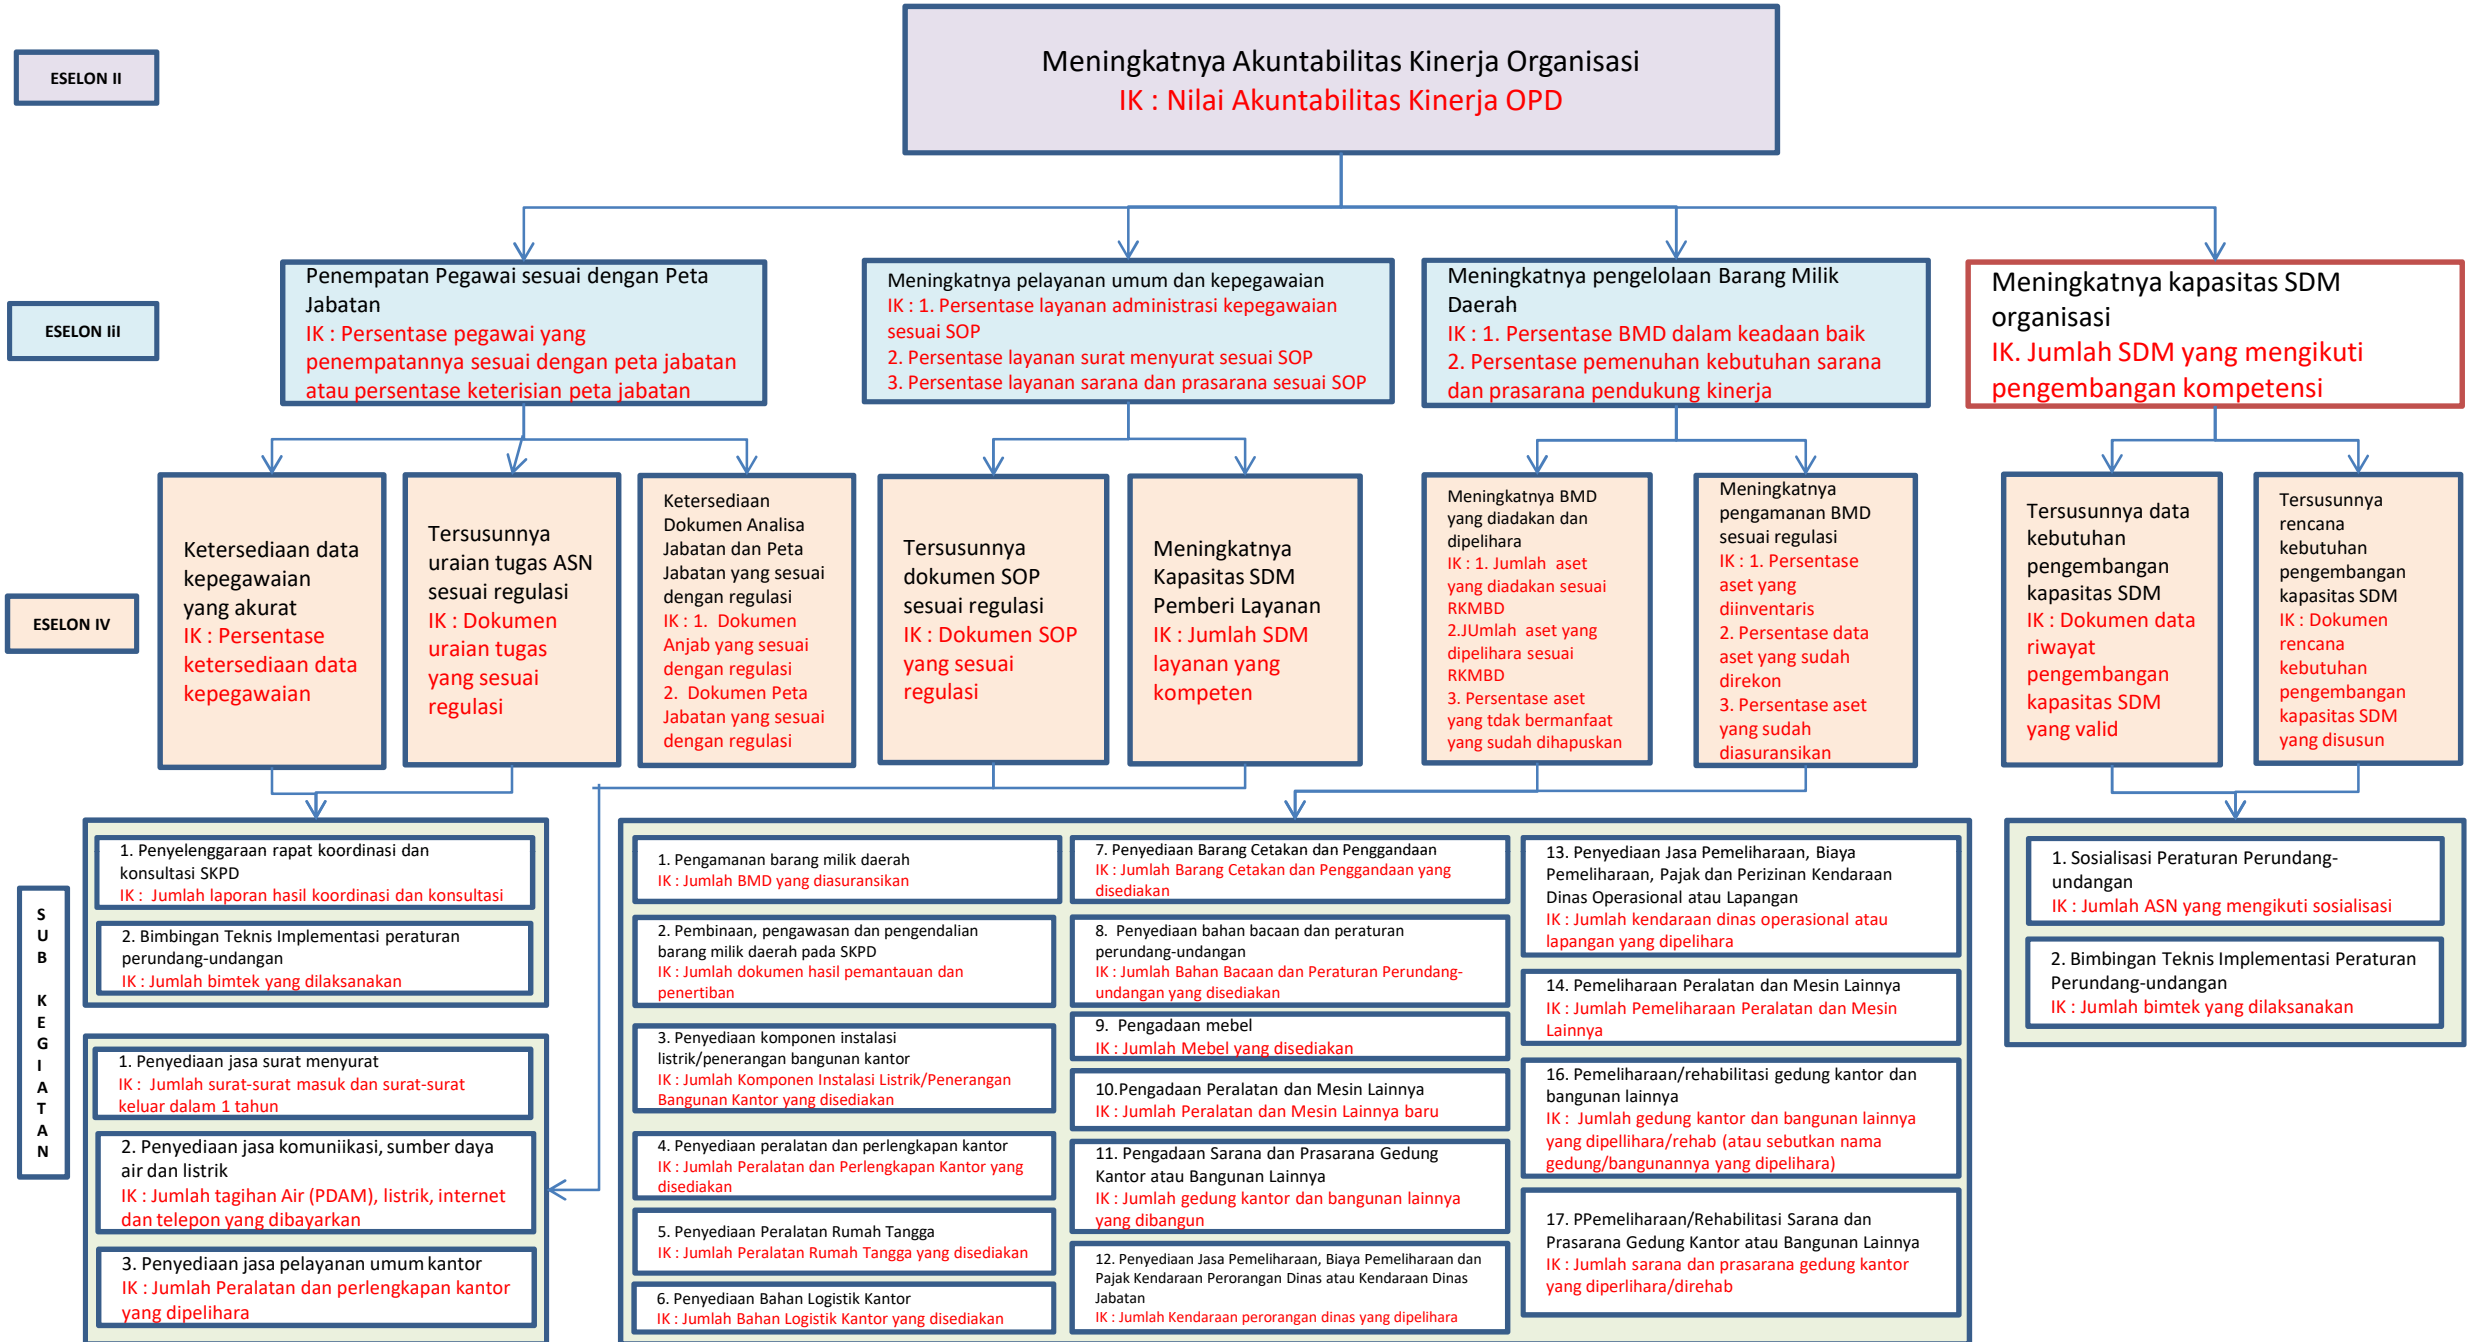 ESELON II
Meningkatnya Akuntabilitas Kinerja Organisasi
IK : Nilai Akuntabilitas Kinerja OPD
ESELON IiI
Penempatan Pegawai sesuai dengan Peta
Jabatan
IK : Persentase pegawai yang
penempatannya sesuai dengan peta jabatan
atau persentase keterisian peta jabatan
Meningkatnya pelayanan umum dan kepegawaian
IK : 1. Persentase layanan administrasi kepegawaian
sesuai SOP
2. Persentase layanan surat menyurat sesuai SOP
3. Persentase layanan sarana dan prasarana sesuai SOP
Meningkatnya pengelolaan Barang Milik
Daerah
IK : 1. Persentase BMD dalam keadaan baik
2. Persentase pemenuhan kebutuhan sarana
dan prasarana pendukung kinerja
Meningkatnya kapasitas SDM
organisasi
IK. Jumlah SDM yang mengikuti
pengembangan kompetensi
ESELON IV
Ketersediaan data
kepegawaian
yang akurat
IK : Persentase
ketersediaan data
kepegawaian
Tersusunnya
uraian tugas ASN
sesuai regulasi
IK : Dokumen
uraian tugas
yang sesuai
regulasi
Ketersediaan
Dokumen Analisa
Jabatan dan Peta
Jabatan yang sesuai
dengan regulasi
IK : 1. Dokumen
Anjab yang sesuai
dengan regulasi
2. Dokumen Peta
Jabatan yang sesuai
dengan regulasi
Tersusunnya
dokumen SOP
sesuai regulasi
IK : Dokumen SOP
yang sesuai
regulasi
Meningkatnya
Kapasitas SDM
Pemberi Layanan
IK : Jumlah SDM
layanan yang
kompeten
Meningkatnya BMD
yang diadakan dan
dipelihara
IK : 1. Jumlah aset
yang diadakan sesuai
RKMBD
2.JUmlah aset yang
dipelihara sesuai
RKMBD
3. Persentase aset
yang tdak bermanfaat
yang sudah dihapuskan
Meningkatnya
pengamanan BMD
sesuai regulasi
IK : 1. Persentase
aset yang
diinventaris
2. Persentase data
aset yang sudah
direkon
3. Persentase aset
yang sudah
diasuransikan
Tersusunnya data
kebutuhan
pengembangan
kapasitas SDM
IK : Dokumen data
riwayat
pengembangan
kapasitas SDM
yang valid
Tersusunnya
rencana
kebutuhan
pengembangan
kapasitas SDM
IK : Dokumen
rencana
kebutuhan
pengembangan
kapasitas SDM
yang disusun
SUB KEGIATAN
1. Penyelenggaraan rapat koordinasi dan
konsultasi SKPD
IK : Jumlah laporan hasil koordinasi dan konsultasi
2. Bimbingan Teknis Implementasi peraturan
perundang-undangan
IK : Jumlah bimtek yang dilaksanakan
1. Penyediaan jasa surat menyurat
IK : Jumlah surat-surat masuk dan surat-surat
keluar dalam 1 tahun
2. Penyediaan jasa komuniikasi, sumber daya
air dan listrik
IK : Jumlah tagihan Air (PDAM), listrik, internet
dan telepon yang dibayarkan
3. Penyediaan jasa pelayanan umum kantor
IK : Jumlah Peralatan dan perlengkapan kantor
yang dipelihara
1. Pengamanan barang milik daerah
IK : Jumlah BMD yang diasuransikan
2. Pembinaan, pengawasan dan pengendalian
barang milik daerah pada SKPD
IK : Jumlah dokumen hasil pemantauan dan
penertiban
3. Penyediaan komponen instalasi
listrik/penerangan bangunan kantor
IK : Jumlah Komponen Instalasi Listrik/Penerangan
Bangunan Kantor yang disediakan
4. Penyediaan peralatan dan perlengkapan kantor
IK : Jumlah Peralatan dan Perlengkapan Kantor yang
disediakan
5. Penyediaan Peralatan Rumah Tangga
IK : Jumlah Peralatan Rumah Tangga yang disediakan
6. Penyediaan Bahan Logistik Kantor
IK : Jumlah Bahan Logistik Kantor yang disediakan
7. Penyediaan Barang Cetakan dan Penggandaan
IK : Jumlah Barang Cetakan dan Penggandaan yang
disediakan
8. Penyediaan bahan bacaan dan peraturan
perundang-undangan
IK : Jumlah Bahan Bacaan dan Peraturan Perundang-
undangan yang disediakan
9. Pengadaan mebel
IK : Jumlah Mebel yang disediakan
10.Pengadaan Peralatan dan Mesin Lainnya
IK : Jumlah Peralatan dan Mesin Lainnya baru
11. Pengadaan Sarana dan Prasarana Gedung
Kantor atau Bangunan Lainnya
IK : Jumlah gedung kantor dan bangunan lainnya
yang dibangun
12. Penyediaan Jasa Pemeliharaan, Biaya Pemeliharaan dan
Pajak Kendaraan Perorangan Dinas atau Kendaraan Dinas
Jabatan
IK : Jumlah Kendaraan perorangan dinas yang dipelihara
13. Penyediaan Jasa Pemeliharaan, Biaya
Pemeliharaan, Pajak dan Perizinan Kendaraan
Dinas Operasional atau Lapangan
IK : Jumlah kendaraan dinas operasional atau
lapangan yang dipelihara
14. Pemeliharaan Peralatan dan Mesin Lainnya
IK : Jumlah Pemeliharaan Peralatan dan Mesin
Lainnya
16. Pemeliharaan/rehabilitasi gedung kantor dan
bangunan lainnya
IK : Jumlah gedung kantor dan bangunan lainnya
yang dipellihara/rehab (atau sebutkan nama
gedung/bangunannya yang dipelihara)
17. PPemeliharaan/Rehabilitasi Sarana dan
Prasarana Gedung Kantor atau Bangunan Lainnya
IK : Jumlah sarana dan prasarana gedung kantor
yang diperlihara/direhab
1. Sosialisasi Peraturan Perundang-
undangan
IK : Jumlah ASN yang mengikuti sosialisasi
2. Bimbingan Teknis Implementasi Peraturan
Perundang-undangan
IK : Jumlah bimtek yang dilaksanakan